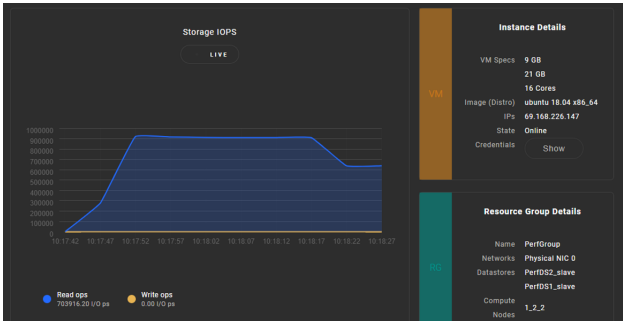 Storage IOPS
LIVE
1000000
900000
800000
700000
600000
500000
400000
300000
200000
100000
0
10:17:42 10:17:47 10:17:52 10:17:57 10:18:02 10:18:07 10:18:12 10:18:17 10:18:22 10:18:27
Read ops
703916.20 I/O ps
Write ops
0.00 I/O ps
VM
Instance Details
VM Specs 9 GB
21 GB
16 Cores
Image (Distro) ubuntu 18.04 x86_64
IPs 69.168.226.147
State Online
Credentials Show
RG
Resource Group Details
Name PerfGroup
Networks Physical NIC 0
Datastores PerfDS2_slave
PerfDS1_slave
Compute
Nodes 1_2_2